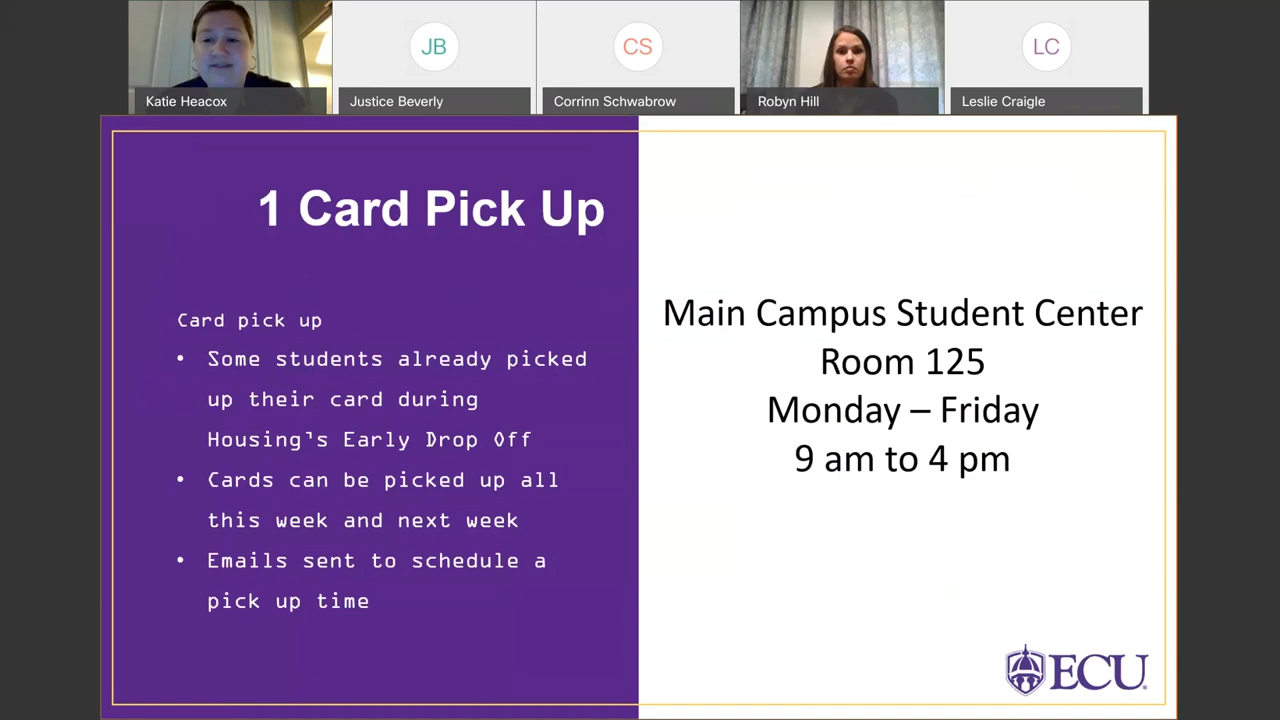 JB
CS
LC
Katie Heacox
Justice Beverly
Corrinn Schwabrow
Robyn Hill
Leslie Craigle
1 Card Pick Up
Card pick up
• Some students already picked
up their card during
Housing's Early Drop Off
• Cards can be picked up all
this week and next week
• Emails sent to schedule a
pick up time
Main Campus Student Center
Room 125
Monday – Friday
9 am to 4 pm
ECU